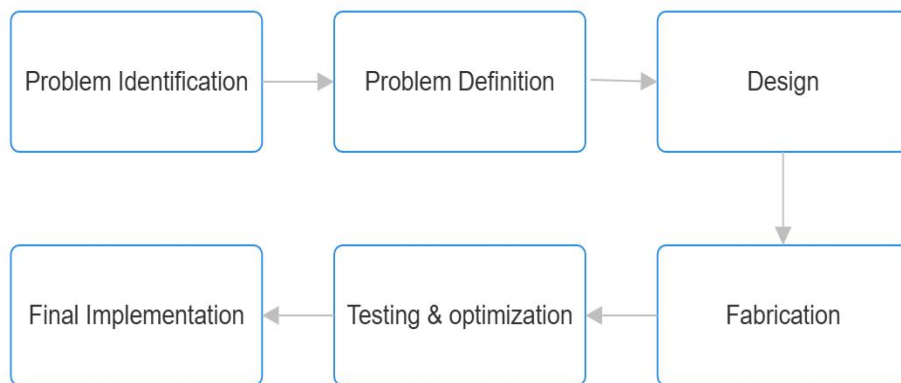 Problem Identification
Problem Definition
Design
Fabrication
Testing & optimization
Final Implementation